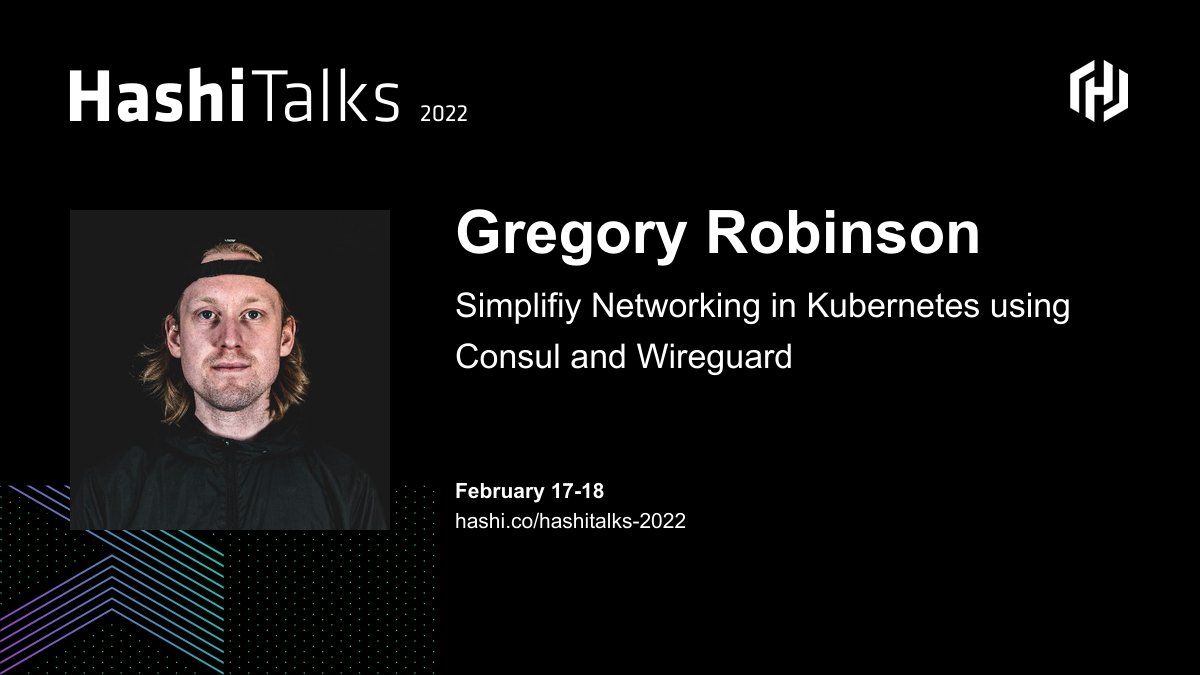 HashiTalks 2022
Gregory Robinson
Simplifiy Networking in Kubernetes using
Consul and Wireguard
February 17-18
hashi.co/hashitalks-2022